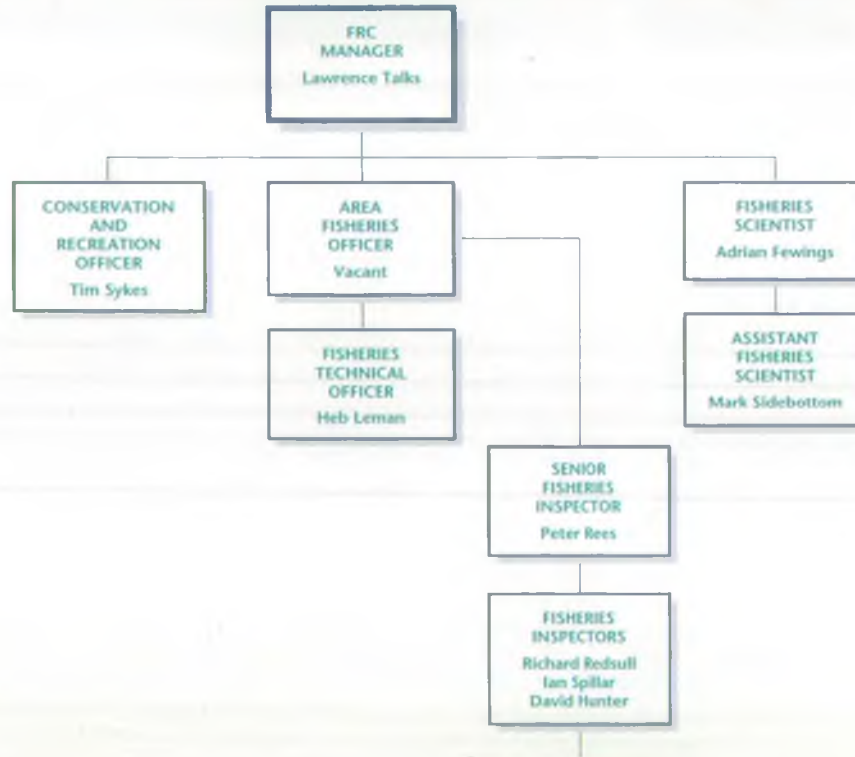 FRC
MANAGER
Lawrence Talks
CONSERVATION
AND
RECREATION
OFFICER
Tim Sykes
AREA
FISHERIES
OFFICER
Vacant
FISHERIES
SCIENTIST
Adrian Fewings
FISHERIES
TECHNICAL
OFFICER
Heb Leman
ASSISTANT
FISHERIES
SCIENTIST
Mark Sidebottom
SENIOR
FISHERIES
INSPECTOR
Peter Rees
FISHERIES
INSPECTORS
Richard Redsull
Ian Spillar
David Hunter